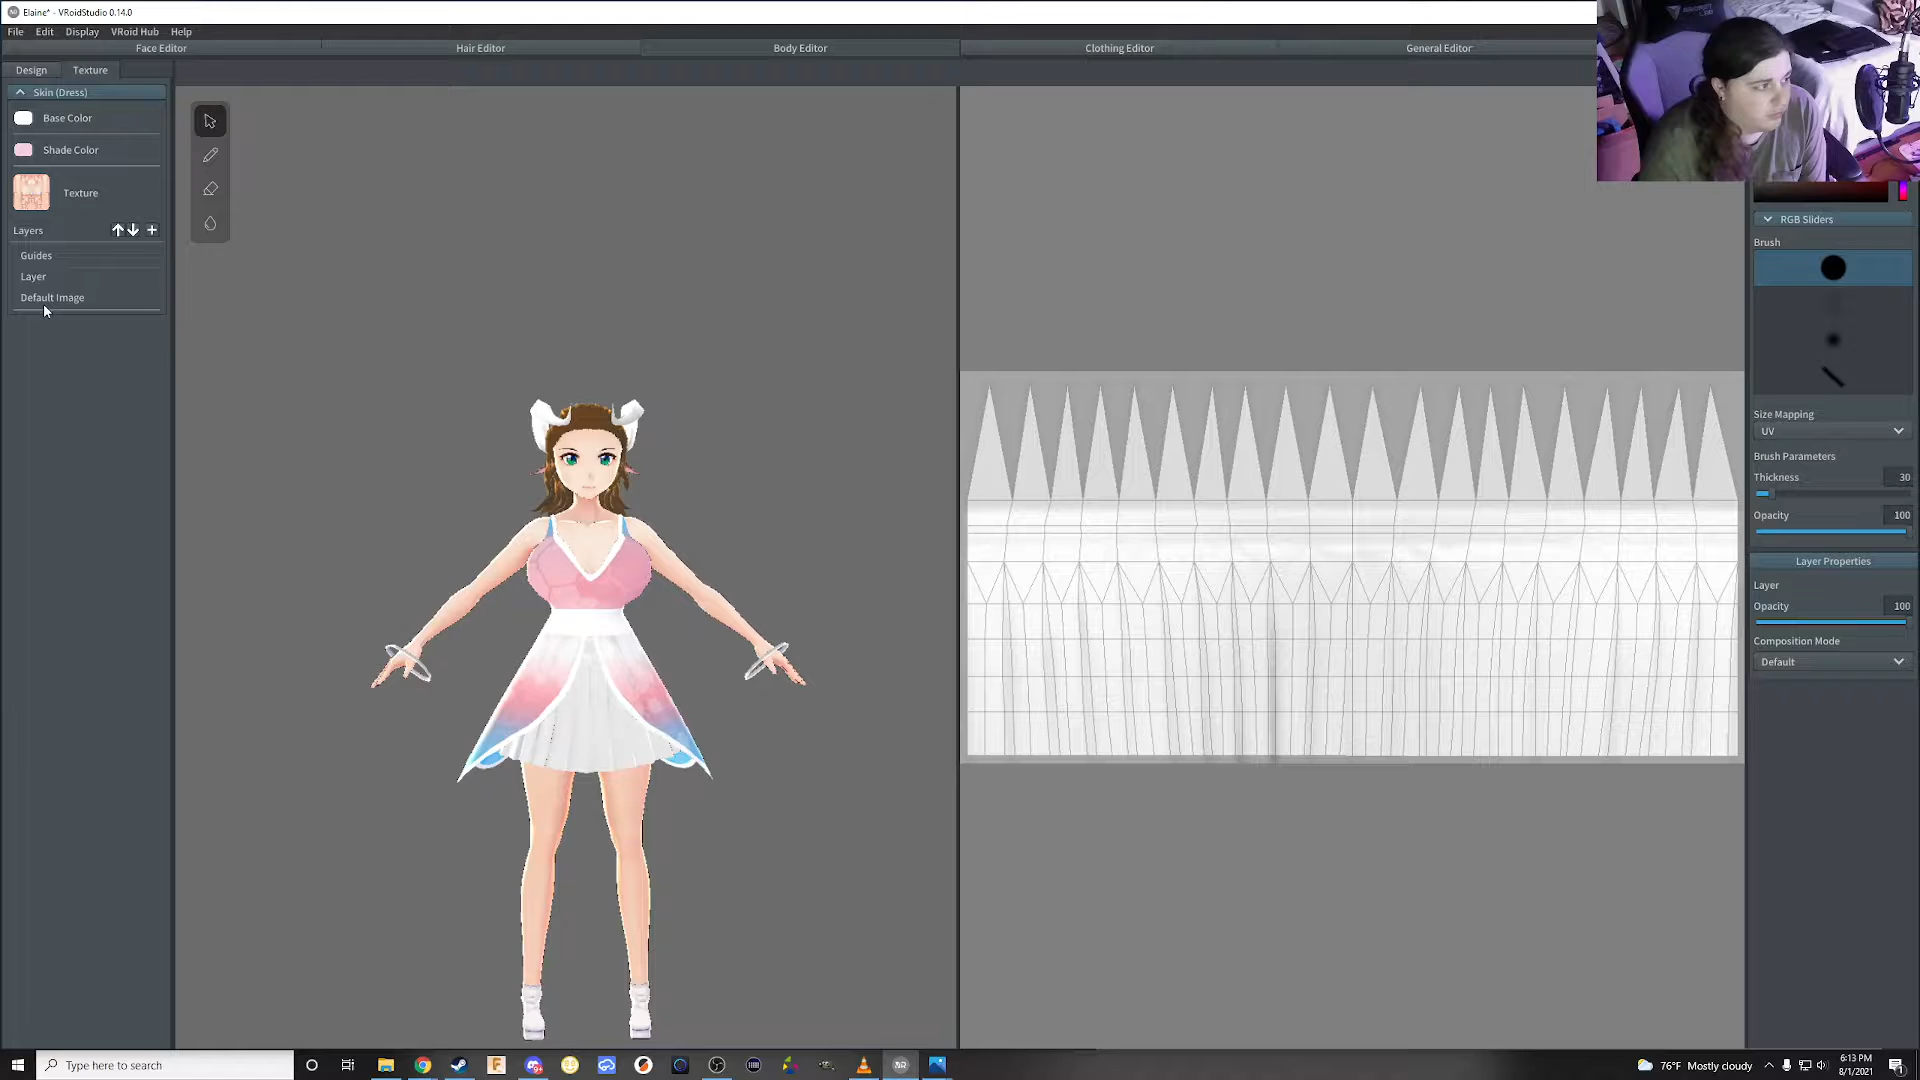 Elaine* - VRoidStudio 0.14.0
File Edit Display VRoid Hub Help
Face Editor Hair Editor Body Editor Clothing Editor General Editor
Design Texture
Skin (Dress)
Base Color
Shade Color
Texture
Layers
Guides
Layer
Default Image
RGB Sliders
Brush
Size Mapping
UV
Brush Parameters
Thickness 30
Opacity 100
Layer Properties
Layer
Opacity 100
Composition Mode
Default
Type here to search
76°F Mostly cloudy
6:13 PM
8/1/2021